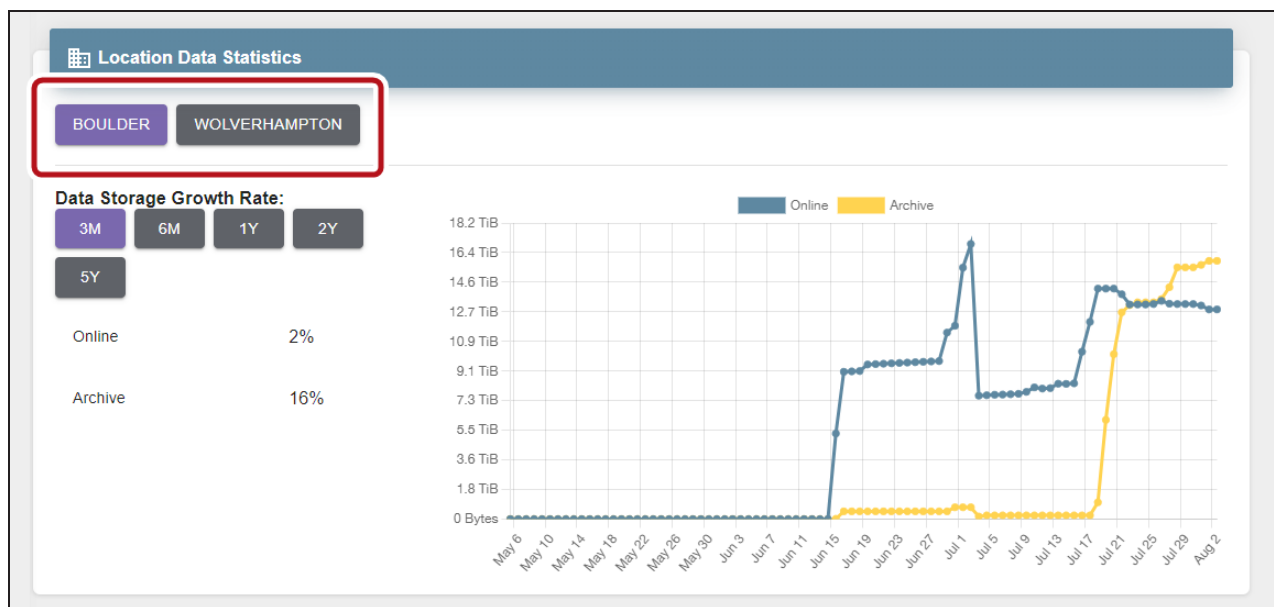 Location Data Statistics
BOULDER WOLVERHAMPTON
Data Storage Growth Rate:
3M 6M 1Y 2Y
5Y
Online 2%
Archive 16%
Online Archive
18.2 TiB
16.4 TiB
14.6 TiB
12.7 TiB
10.9 TiB
9.1 TiB
7.3 TiB
5.5 TiB
3.6 TiB
1.8 TiB
0 Bytes
May 6 May 10 May 14 May 18 May 22 May 26 May 30 Jun 3 Jun 7 Jun 11 Jun 15 Jun 19 Jun 23 Jun 27 Jul 1 Jul 5 Jul 9 Jul 13 Jul 17 Jul 21 Jul 25 Jul 29 Aug 2